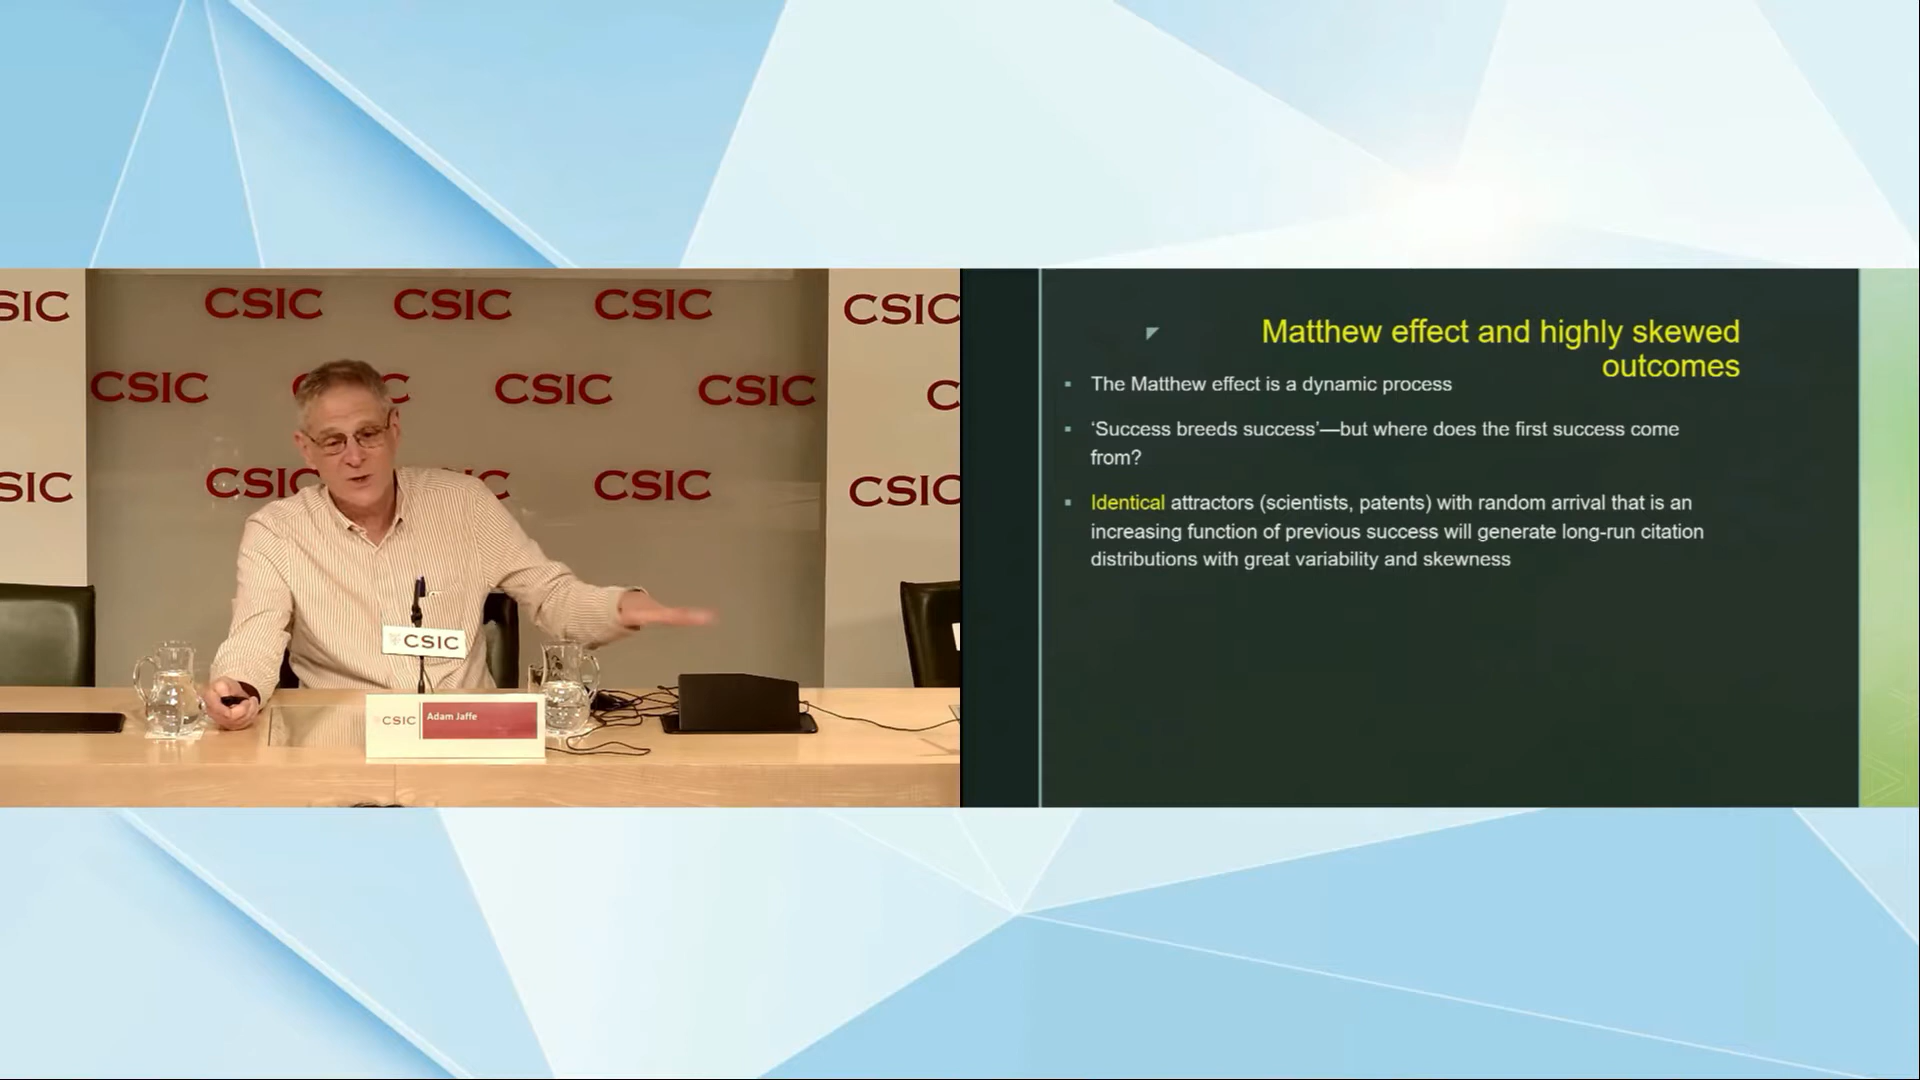 SIC CSIC CSIC CSIC CSIC
CSIC CSIC CSIC
SIC CSIC CSIC CSIC
CSIC
CSIC Adam Jaffe
Matthew effect and highly skewed
outcomes
▪ The Matthew effect is a dynamic process
▪ ‘Success breeds success’—but where does the first success come
from?
▪ Identical attractors (scientists, patents) with random arrival that is an
increasing function of previous success will generate long-run citation
distributions with great variability and skewness